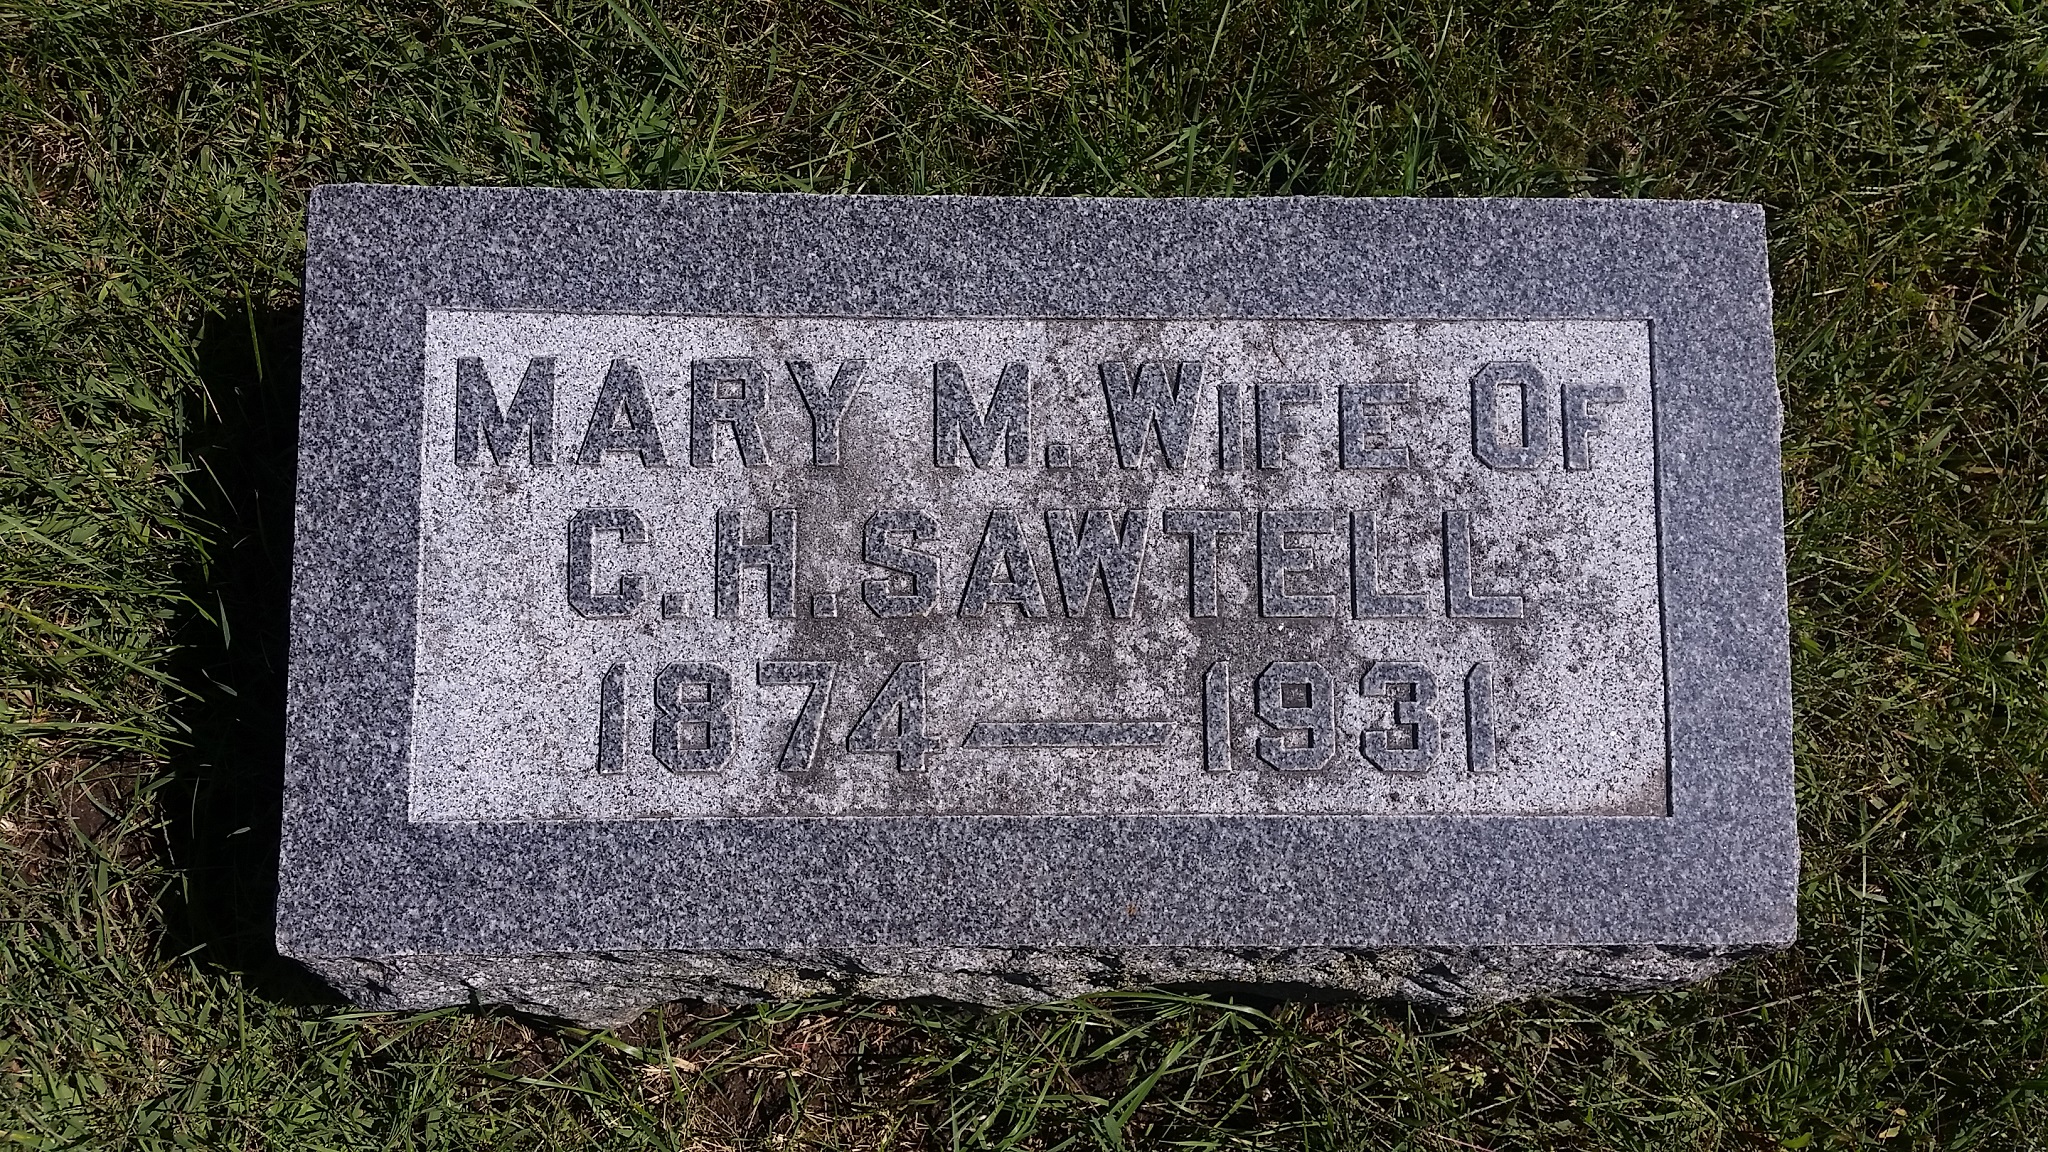 MARY M. WIFE OF
C.H. SAWTELL
1874—1931